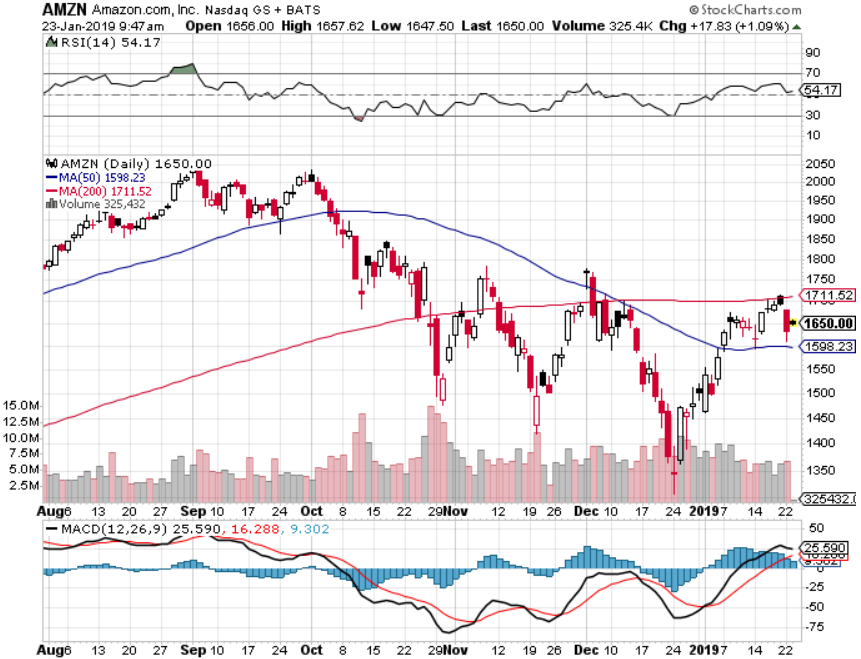 AMZN Amazon.com, Inc. Nasdaq GS + BATS © StockCharts.com
23-Jan-2019 9:47am Open 1656.00 High 1657.62 Low 1647.50 Last 1650.00 Volume 325.4K Chg +17.83 (+1.09%)
RSI(14) 54.17
90
70
54.17
30
10
AMZN (Daily) 1650.00
MA(50) 1598.23
MA(200) 1711.52
Volume 325,432
2050
2000
1950
1900
1850
1800
1750
1711.52
1650.00
1598.23
1550
1500
1450
1400
1350
325432.0
15.0M
12.5M
10.0M
7.5M
5.0M
2.5M
Aug 6 13 20 27 Sep 10 17 24 Oct 8 15 22 29 Nov 12 19 26 Dec 10 17 24 2019 7 14 22
MACD(12,26,9) 25.590, 16.288, 9.302
50
25.590
0
-25
-50
-75
Aug 6 13 20 27 Sep 10 17 24 Oct 8 15 22 29 Nov 12 19 26 Dec 10 17 24 2019 7 14 22